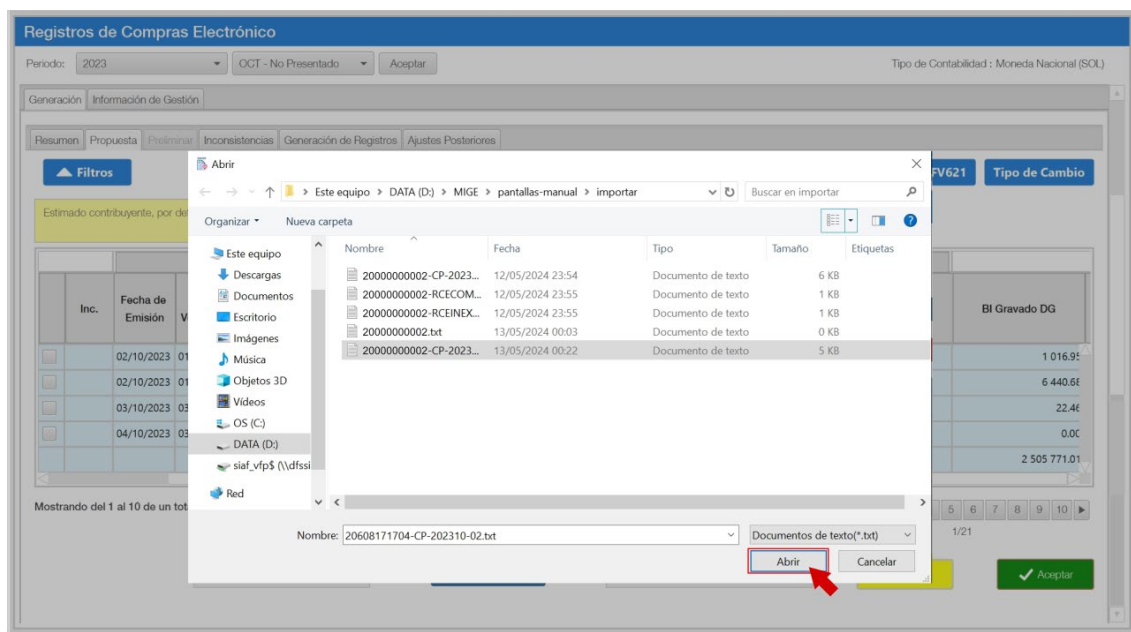 Registros de Compras Electrónico
Periodo: 2023 OCT - No Presentado Aceptar Tipo de Contabilidad : Moneda Nacional (SOL)
Generación Información de Gestión
Resumen Propuesta Preliminar Inconsistencias Generación de Registros Ajustes Posteriores
Filtros
FV621 Tipo de Cambio
Estimado contribuyente, por de
Abrir
Este equipo > DATA (D:) > MIGE > pantallas-manual > importar Buscar en importar
Organizar Nueva carpeta
Este equipo
Descargas
Documentos
Escritorio
Imágenes
Música
Objetos 3D
Vídeos
OS (C:)
DATA (D:)
siaf_vfp$ (\\dfssi
Red
Nombre Fecha Tipo Tamaño Etiquetas
20000000002-CP-2023... 12/05/2024 23:54 Documento de texto 6 KB
20000000002-RCECOM... 12/05/2024 23:55 Documento de texto 1 KB
20000000002-RCEINEX... 12/05/2024 23:55 Documento de texto 1 KB
20000000002.txt 13/05/2024 00:03 Documento de texto 0 KB
20000000002-CP-2023... 13/05/2024 00:22 Documento de texto 5 KB
Nombre: 20608171704-CP-202310-02.txt Documentos de texto(*.txt)
Abrir Cancelar
Inc. Fecha de Emisión V BI Gravado DG
02/10/2023 01 1 016.95
02/10/2023 01 6 440.68
03/10/2023 03 22.46
04/10/2023 03 0.00
2 505 771.01
Mostrando del 1 al 10 de un tot 5 6 7 8 9 10
1/21
Aceptar